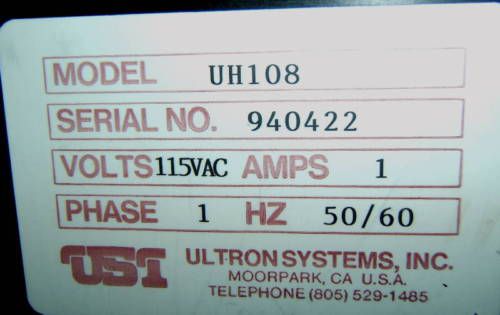 MODEL UH108
SERIAL NO. 940422
VOLTS 115VAC AMPS 1
PHASE 1 HZ 50/60
USI ULTRON SYSTEMS, INC.
MOORPARK, CA U.S.A.
TELEPHONE (805) 529-1485